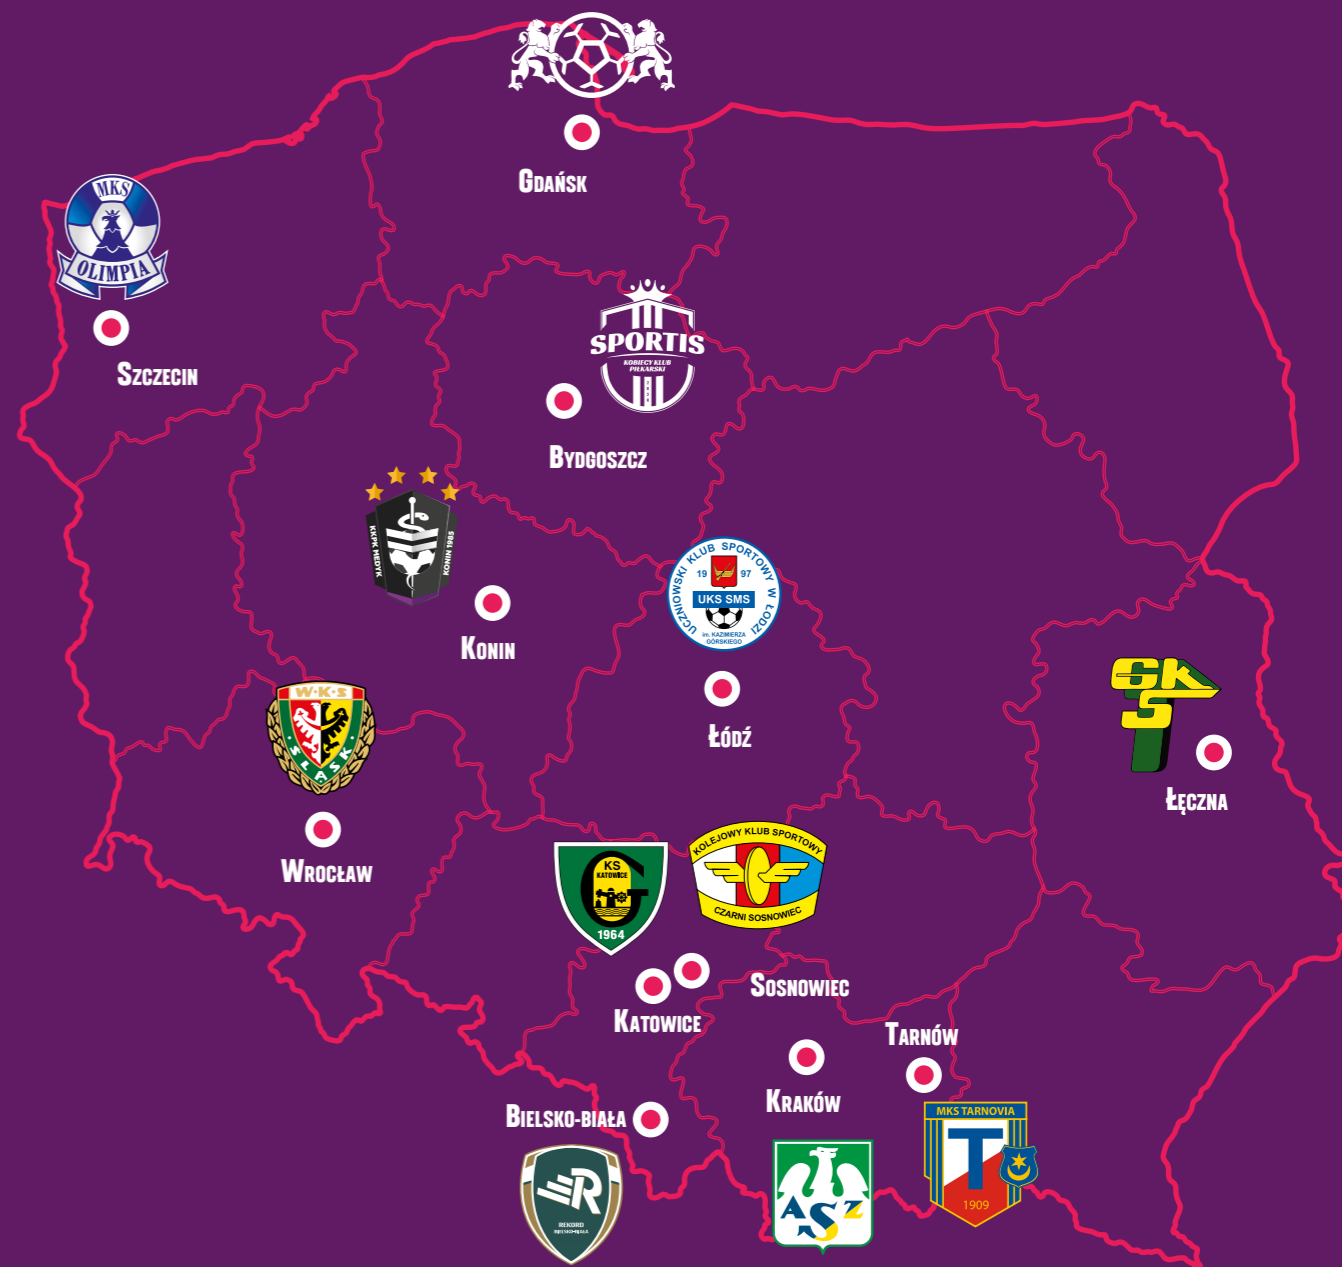 GDAŃSK
MKS
OLIMPIA
SZCZECIN
SPORTIS
KOBIECY KLUB
PIŁKARSKI
BYDGOSZCZ
KKPK MEDYK
KONIN 1985
KONIN
UCZNIOWSKI KLUB SPORTOWY W ŁODZI
19 97
UKS SMS
im. KAZIMIERZA
GÓRSKIEGO
ŁÓDŹ
W·K·S
ŚLĄSK
WROCŁAW
GKS
ŁĘCZNA
G
KS
KATOWICE
1964
KATOWICE
KOLEJOWY KLUB SPORTOWY
CZARNI SOSNOWIEC
SOSNOWIEC
TARNÓW
MKS TARNOVIA
T
1909
KRAKÓW
AZS
BIELSKO-BIAŁA
R
REKORD
BIELSKO-BIAŁA